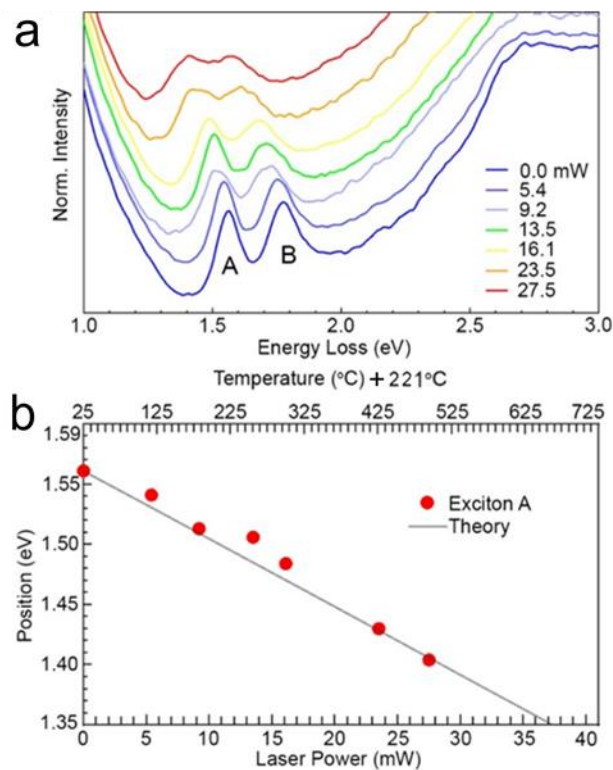 a
Norm. Intensity
0.0 mW
5.4
9.2
13.5
16.1
23.5
27.5
A
B
1.0 1.5 2.0 2.5 3.0
Energy Loss (eV)
Temperature (°C) + 221°C
b
25 125 225 325 425 525 625 725
1.59
1.55
1.50
1.45
1.40
1.35
Position (eV)
Exciton A
Theory
0 5 10 15 20 25 30 35 40
Laser Power (mW)